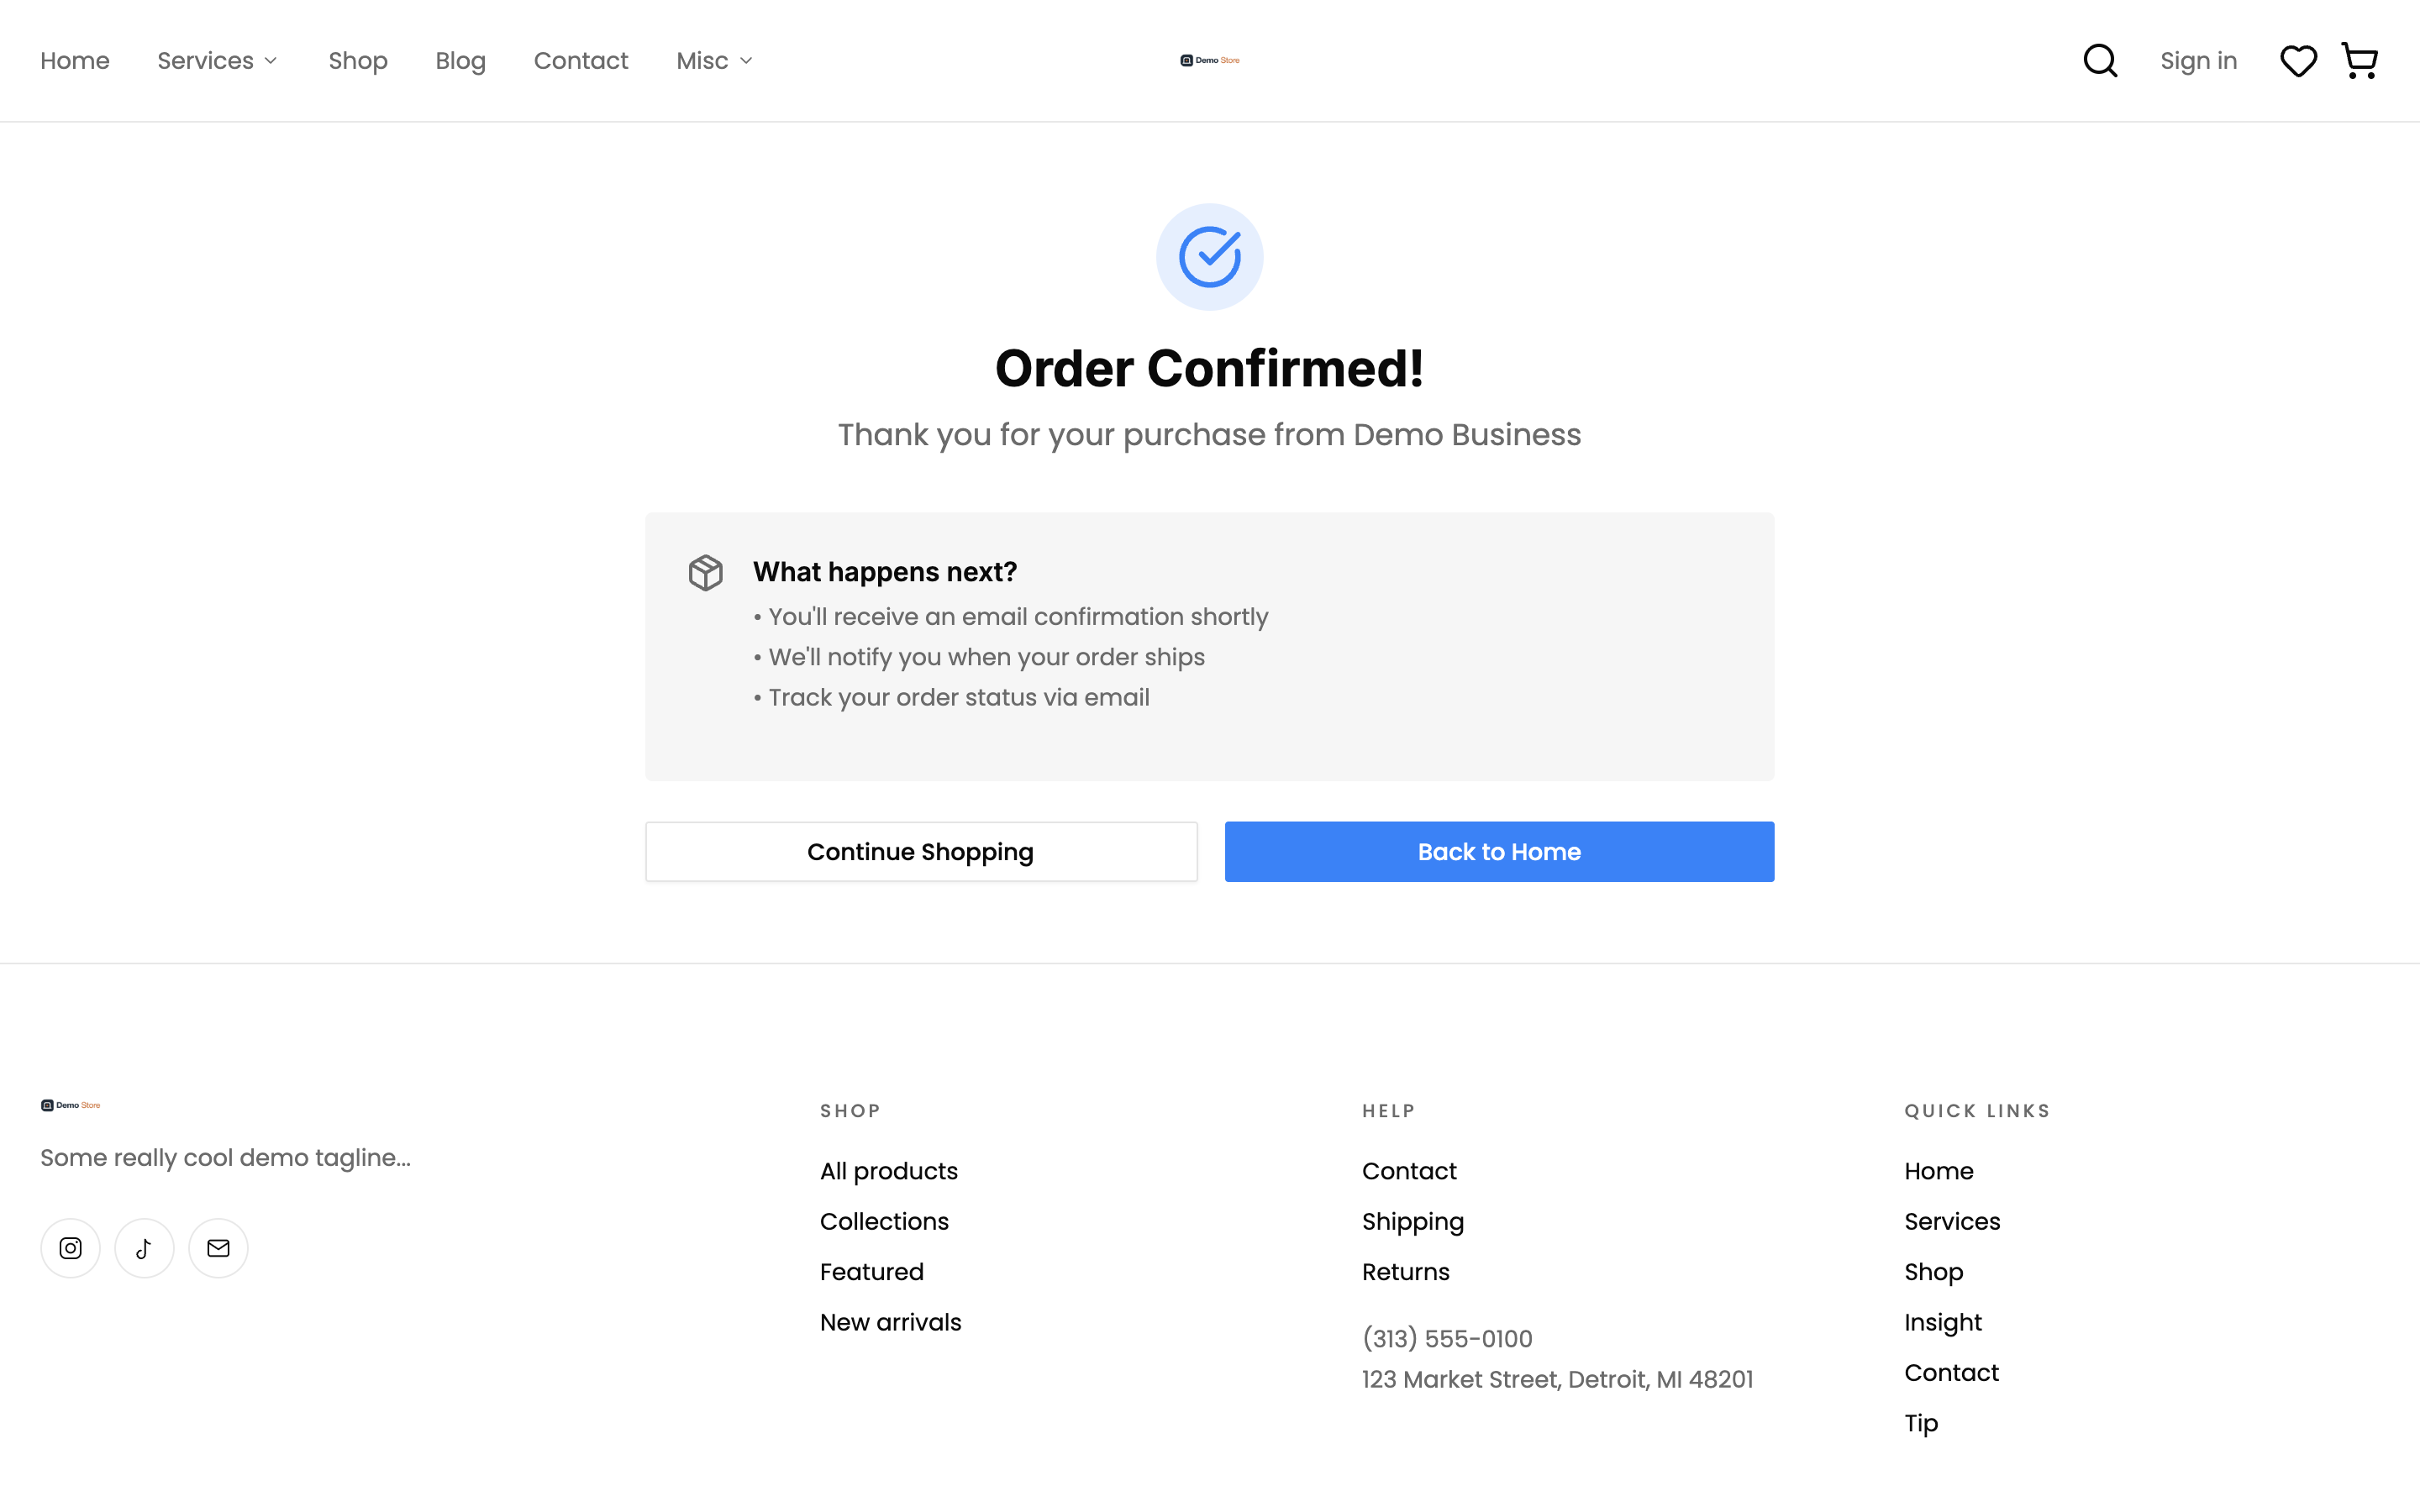 Home Services Shop Blog Contact Misc Demo Store Sign in
Order Confirmed!
Thank you for your purchase from Demo Business
What happens next?
• You'll receive an email confirmation shortly
• We'll notify you when your order ships
• Track your order status via email
Continue Shopping Back to Home
Demo Store
Some really cool demo tagline...
SHOP
All products
Collections
Featured
New arrivals
HELP
Contact
Shipping
Returns
(313) 555-0100
123 Market Street, Detroit, MI 48201
QUICK LINKS
Home
Services
Shop
Insight
Contact
Tip